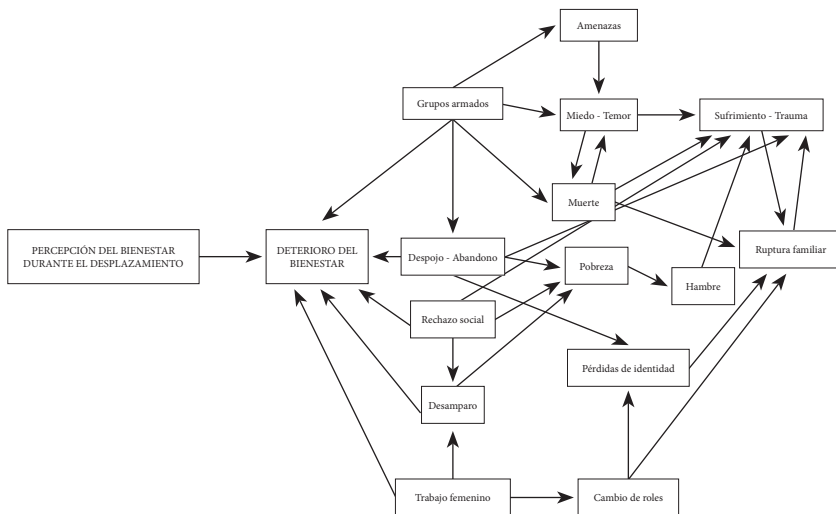 Amenazas
Grupos armados
Miedo - Temor
Sufrimiento - Trauma
Muerte
PERCEPCIÓN DEL BIENESTAR
DURANTE EL DESPLAZAMIENTO
DETERIORO DEL
BIENESTAR
Despojo - Abandono
Pobreza
Ruptura familiar
Hambre
Rechazo social
Pérdidas de identidad
Desamparo
Trabajo femenino
Cambio de roles